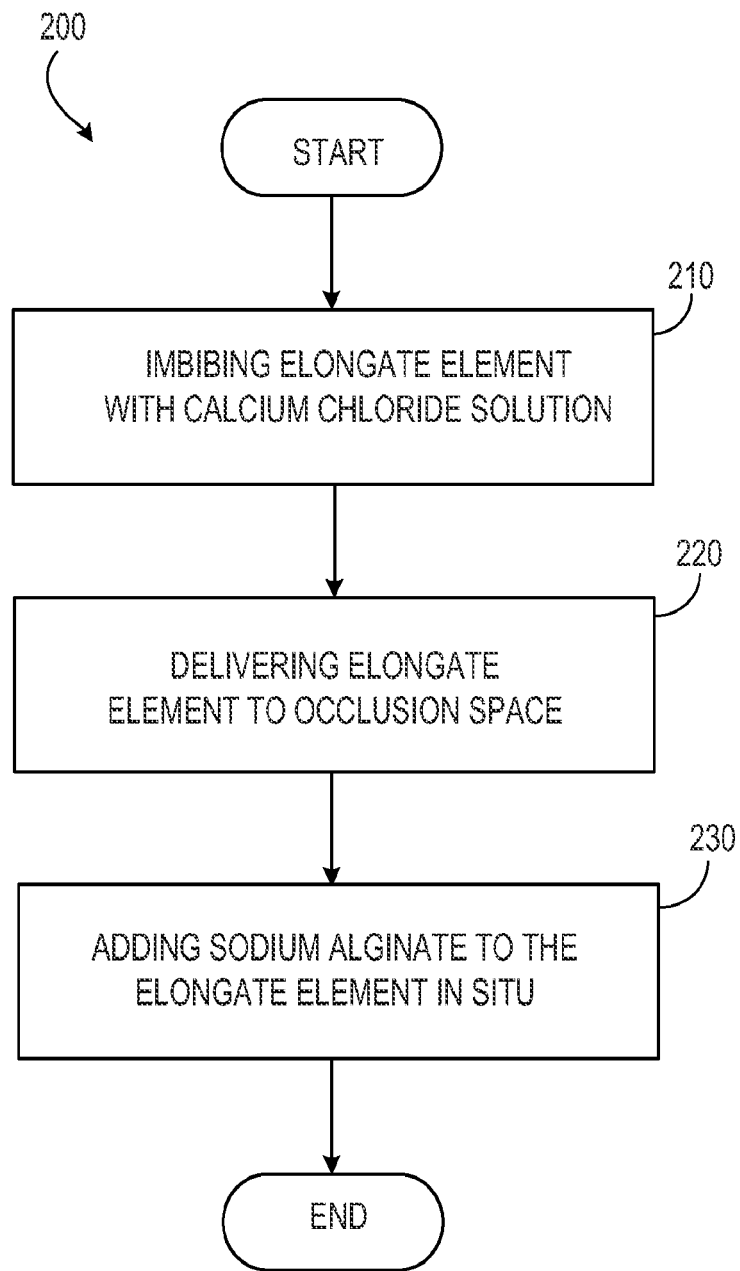 200
START
210
IMBIBING ELONGATE ELEMENT
WITH CALCIUM CHLORIDE SOLUTION
220
DELIVERING ELONGATE
ELEMENT TO OCCLUSION SPACE
230
ADDING SODIUM ALGINATE TO THE
ELONGATE ELEMENT IN SITU
END